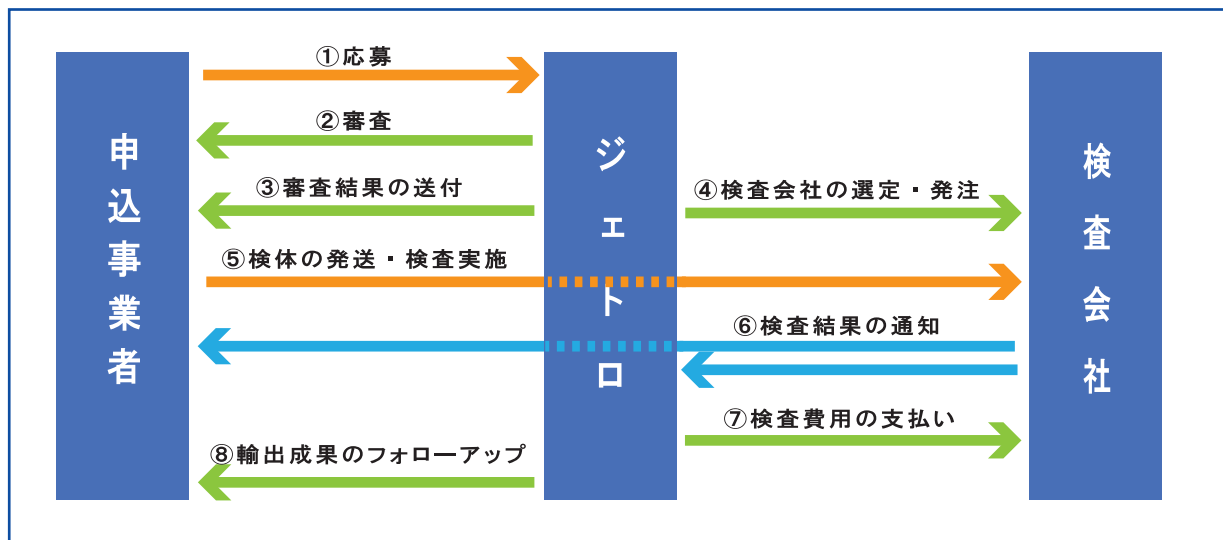 ①応募
②審査
③審査結果の送付
④検査会社の選定・発注
⑤検体の発送・検査実施
⑥検査結果の通知
⑦検査費用の支払い
⑧輸出成果のフォローアップ
申込事業者
ジェトロ
検査会社